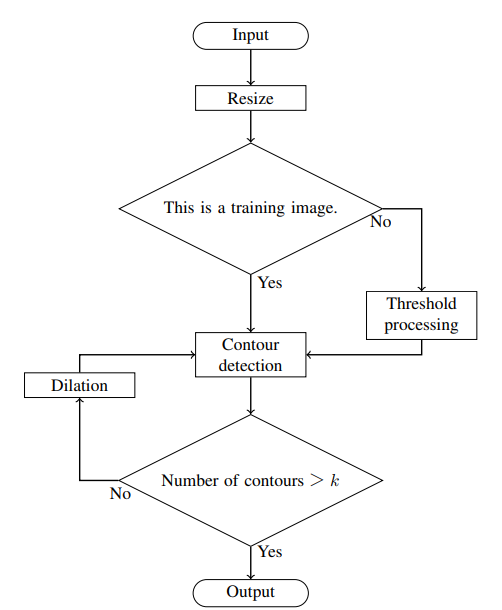 Input
Resize
This is a training image.
No
Yes
Threshold
processing
Contour
detection
Dilation
Number of contours > k
No
Yes
Output